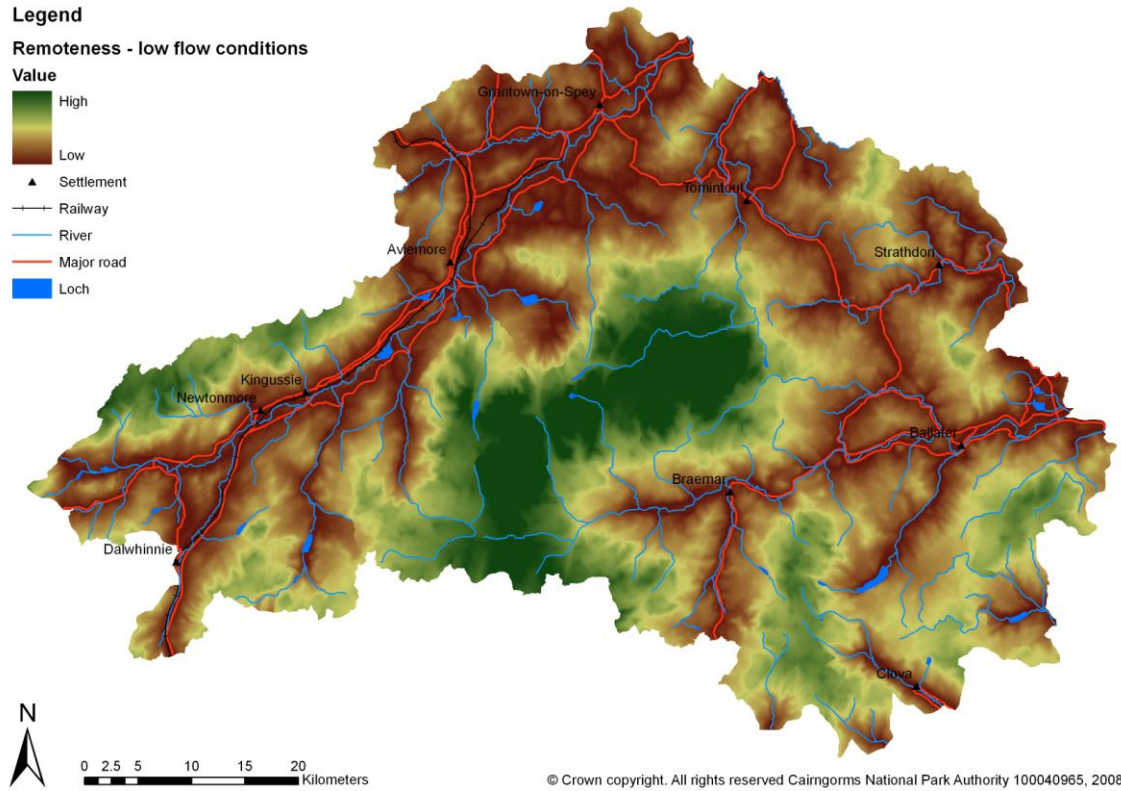 Legend
Remoteness - low flow conditions
Value
High
Low
Settlement
Railway
River
Major road
Loch
Grantown-on-Spey
Tomintoul
Strathdon
Aviemore
Kingussie
Newtonmore
Ballater
Braemar
Dalwhinnie
Clova
N
0 2.5 5 10 15 20
Kilometers
© Crown copyright. All rights reserved Cairngorms National Park Authority 100040965, 2008